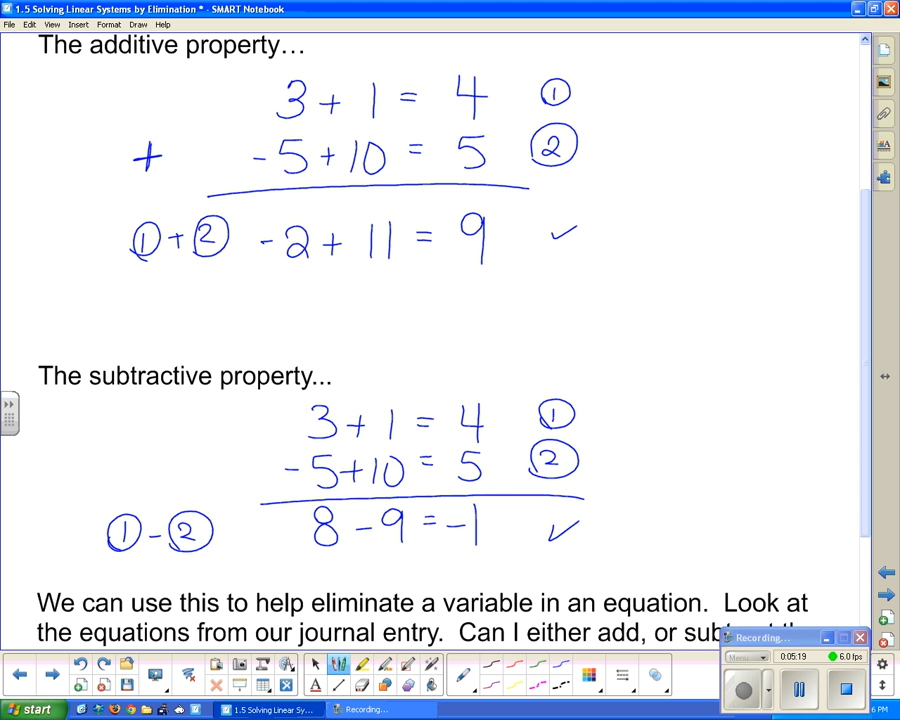 1.5 Solving Linear Systems by Elimination * - SMART Notebook
File Edit View Insert Format Draw Help
The additive property...
3 + 1 = 4 ①
+ -5 + 10 = 5 ②
① + ② -2 + 11 = 9 ✓
The subtractive property...
3 + 1 = 4 ①
-5 + 10 = 5 ②
① - ② 8 - 9 = -1 ✓
We can use this to help eliminate a variable in an equation. Look at
the equations from our journal entry. Can I either add, or
Recording...
Menu
0:05:19
6.0 fps
start
1.5 Solving Linear Sy...
Recording...
6 PM